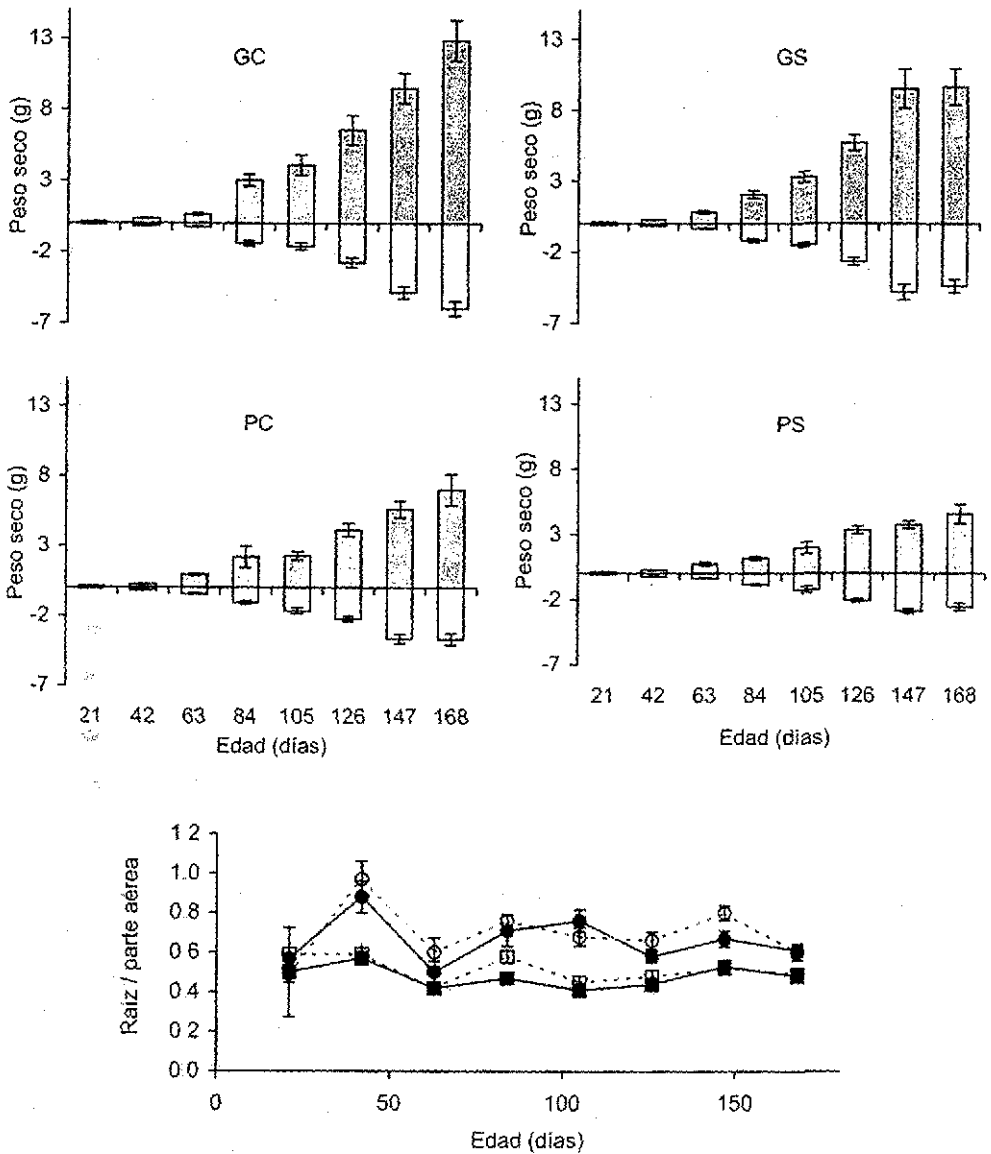 GC
Peso seco (g)
13
8
3
-2
-7
GS
Peso seco (g)
13
8
3
-2
-7
PC
Peso seco (g)
13
8
3
-2
-7
21 42 63 84 105 126 147 168
Edad (días)
PS
Peso seco (g)
13
8
3
-2
-7
21 42 63 84 105 126 147 168
Edad (días)
Raíz / parte aérea
1 2
1.0
0.8
0.6
0 4
0 2
0 0
0 50 100 150
Edad (días)